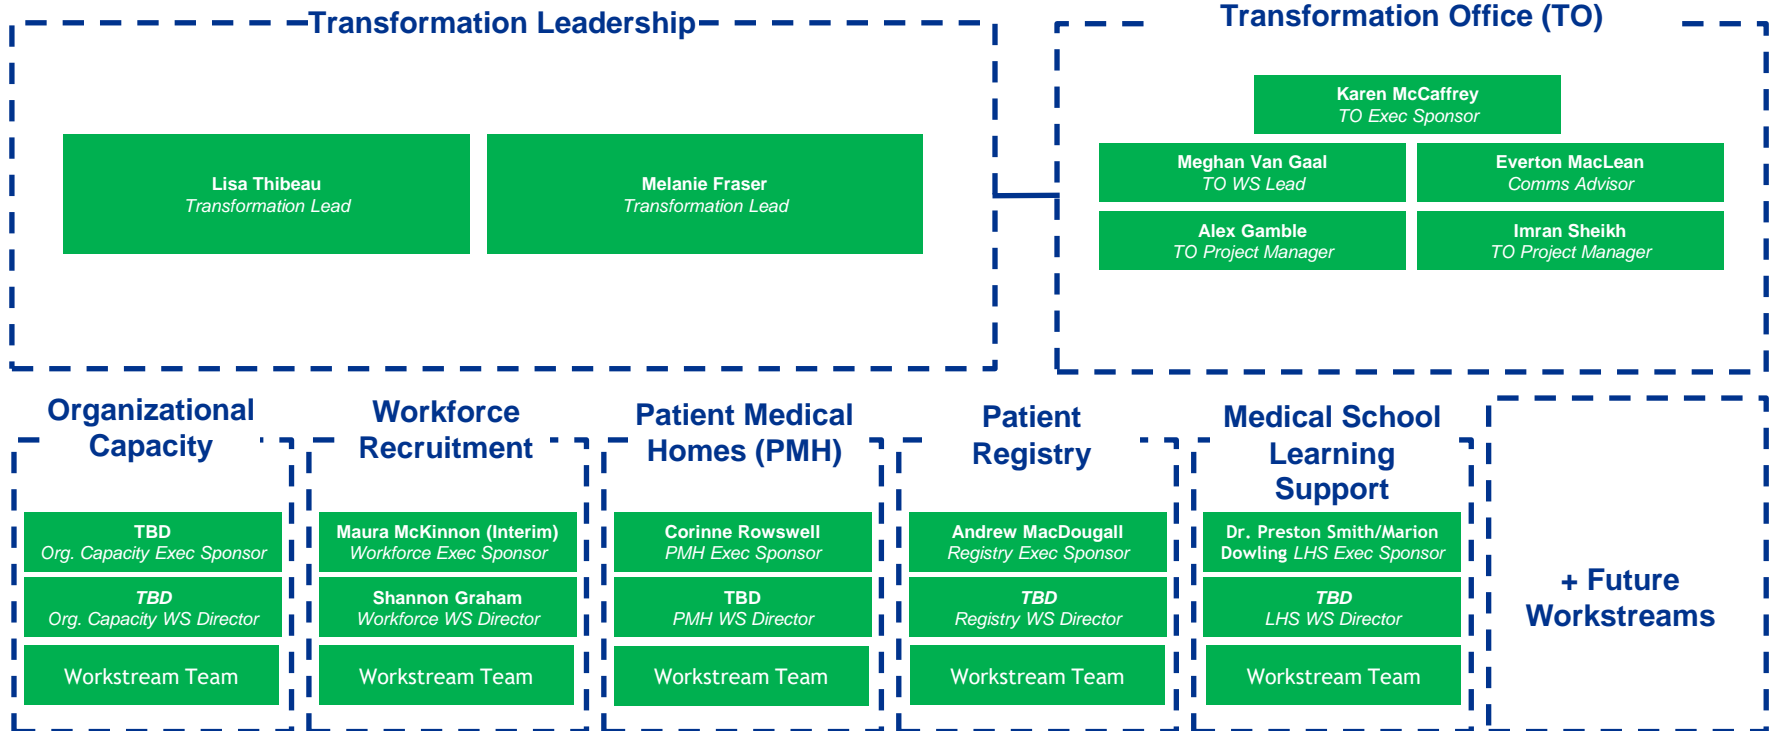 Transformation Leadership
Lisa Thibeau
Transformation Lead
Melanie Fraser
Transformation Lead
Transformation Office (TO)
Karen McCaffrey
TO Exec Sponsor
Meghan Van Gaal
TO WS Lead
Everton MacLean
Comms Advisor
Alex Gamble
TO Project Manager
Imran Sheikh
TO Project Manager
Organizational
Capacity
TBD
Org. Capacity Exec Sponsor
TBD
Org. Capacity WS Director
Workstream Team
Workforce
Recruitment
Maura McKinnon (Interim)
Workforce Exec Sponsor
Shannon Graham
Workforce WS Director
Workstream Team
Patient Medical
Homes (PMH)
Corinne Rowswell
PMH Exec Sponsor
TBD
PMH WS Director
Workstream Team
Patient
Registry
Andrew MacDougall
Registry Exec Sponsor
TBD
Registry WS Director
Workstream Team
Medical School
Learning
Support
Dr. Preston Smith/Marion
Dowling LHS Exec Sponsor
TBD
LHS WS Director
Workstream Team
+ Future
Workstreams